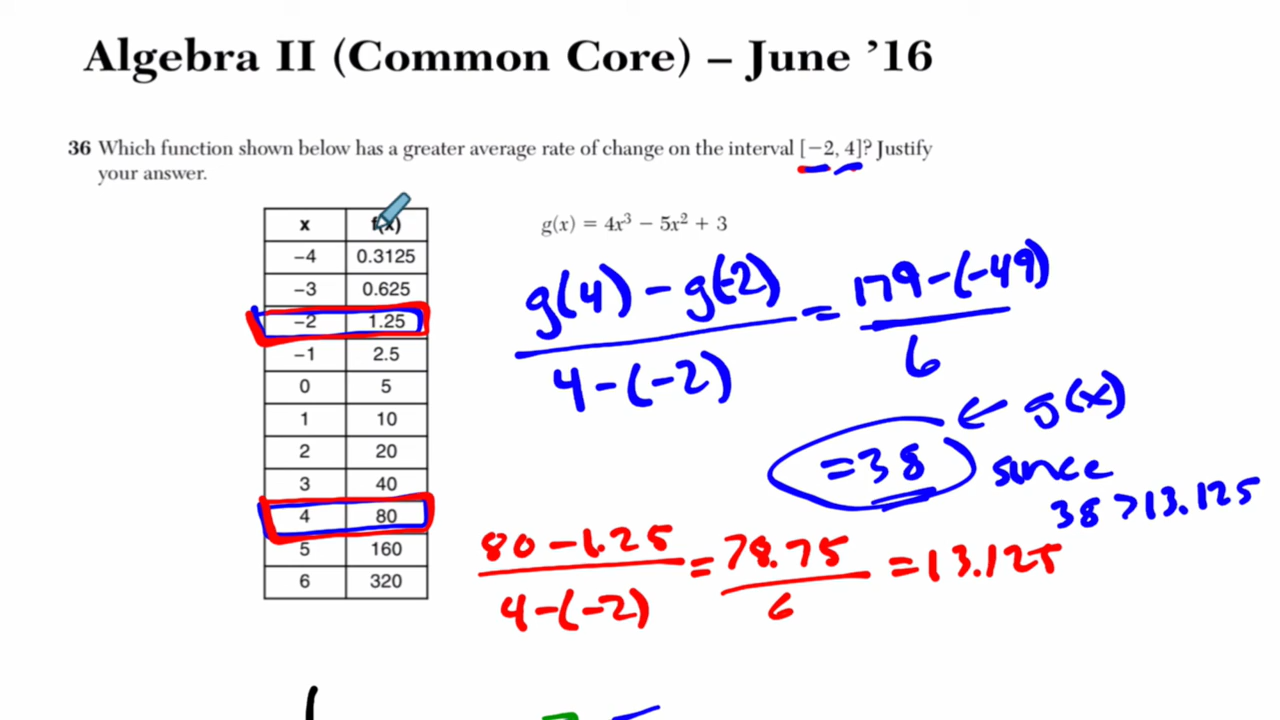 Algebra II (Common Core) – June ’16
36 Which function shown below has a greater average rate of change on the interval [−2, 4]? Justify
your answer.
x f(x)
−4 0.3125
−3 0.625
−2 1.25
−1 2.5
0 5
1 10
2 20
3 40
4 80
5 160
6 320
g(x) = 4x³ − 5x² + 3
g(4) − g(-2) / 4 − (−2) = 179 − (−49) / 6
= 38 ← g(x)
since
38 > 13.125
80 − 1.25 / 4 − (−2) = 78.75 / 6 = 13.125